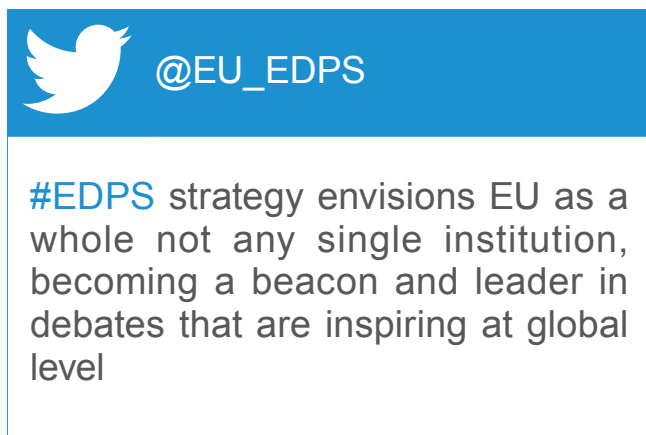 @EU_EDPS
#EDPS strategy envisions EU as a
whole not any single institution,
becoming a beacon and leader in
debates that are inspiring at global
level